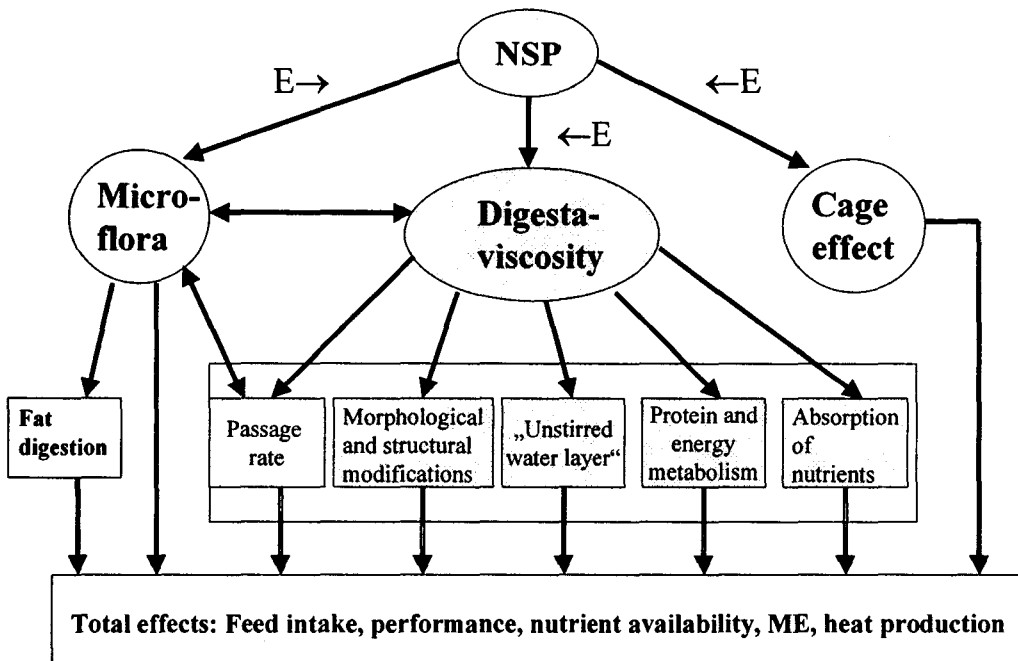 NSP
E→
←E
←E
Micro-
flora
Digesta-
viscosity
Cage
effect
Fat
digestion
Passage
rate
Morphological
and structural
modifications
„Unstirred
water layer“
Protein and
energy
metabolism
Absorption
of
nutrients
Total effects: Feed intake, performance, nutrient availability, ME, heat production